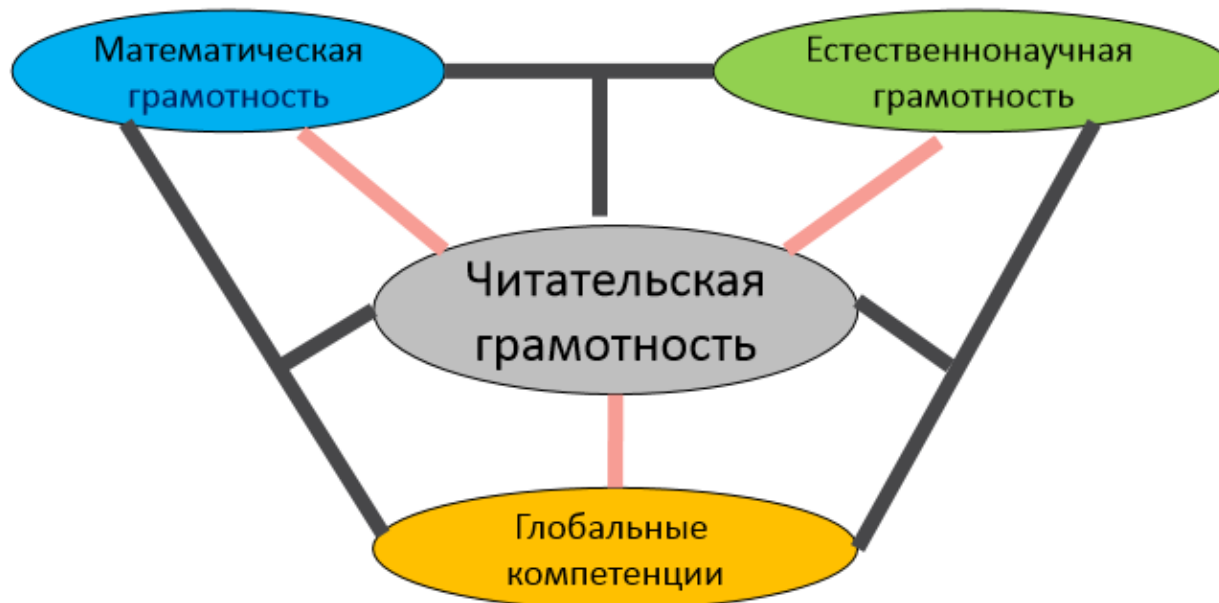 Математическая
грамотность
Естественнонаучная
грамотность
Читательская
грамотность
Глобальные
компетенции